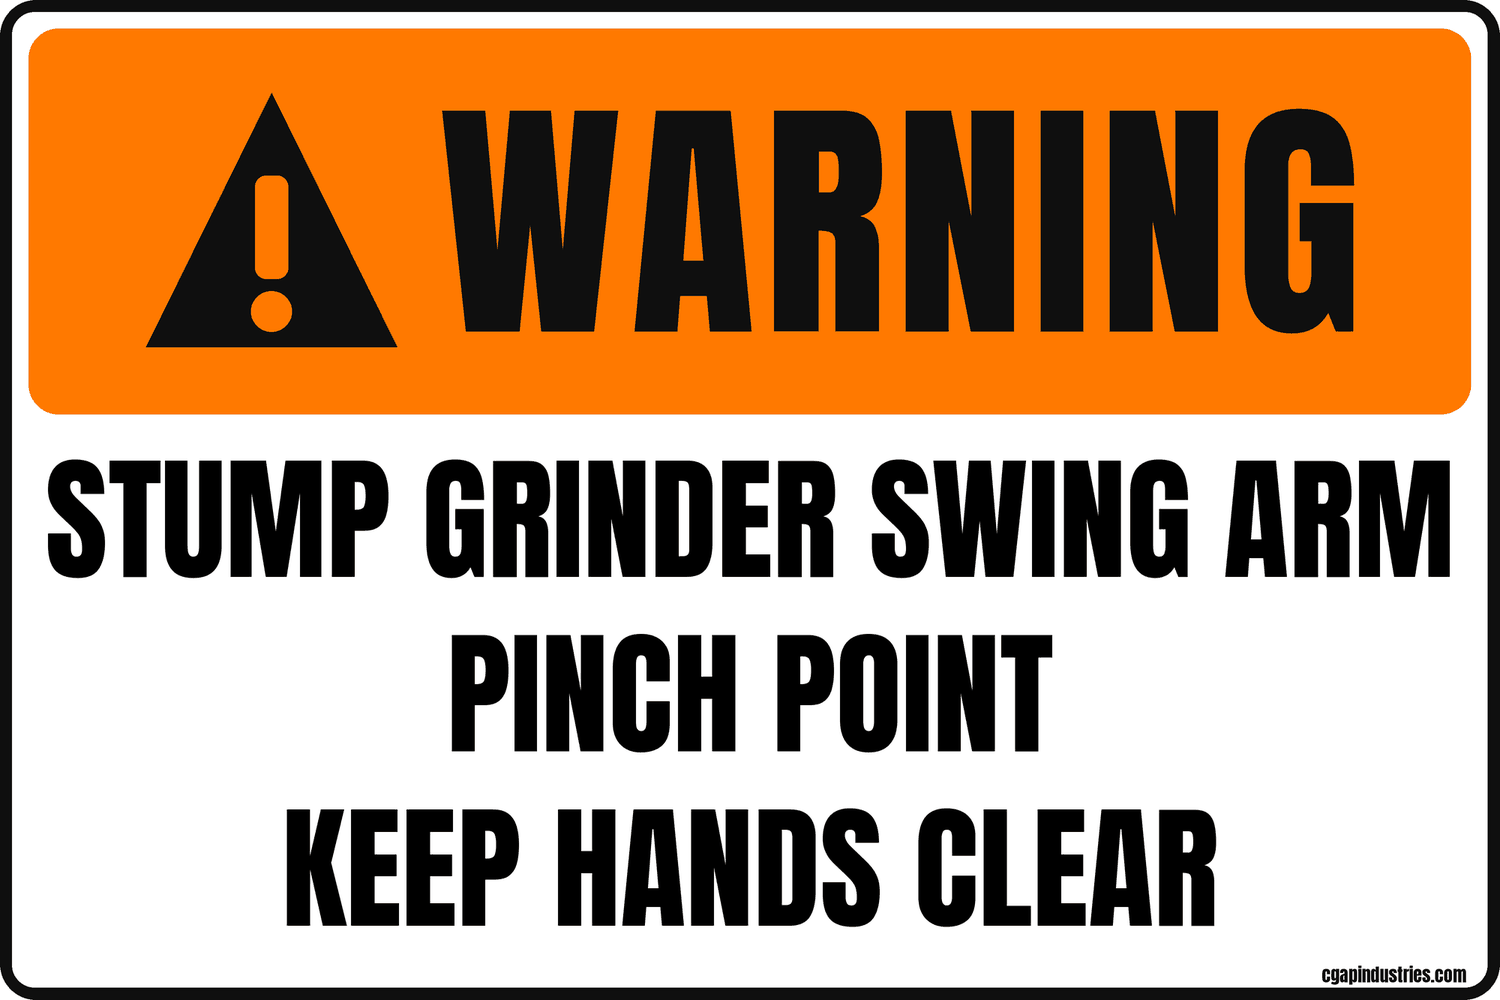 WARNING
STUMP GRINDER SWING ARM
PINCH POINT
KEEP HANDS CLEAR
cgapindustries.com